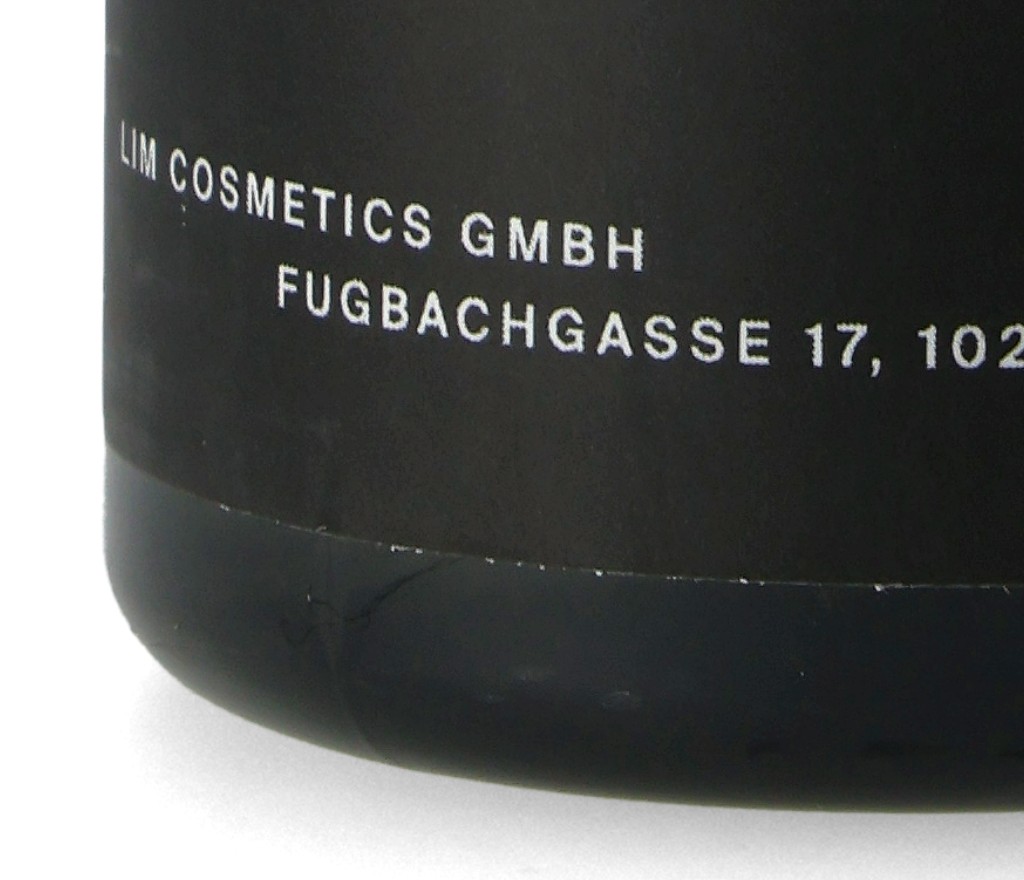 LIM COSMETICS GMBH
FUGBACHGASSE 17, 102